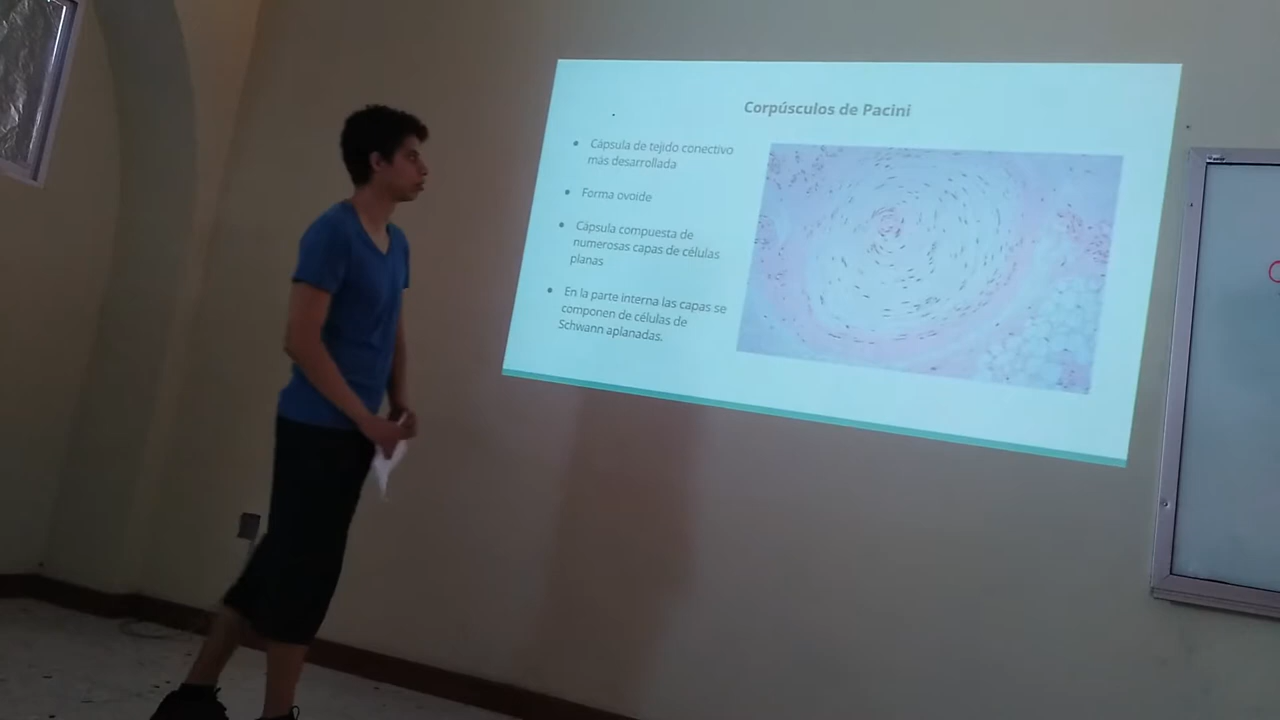 Corpúsculos de Pacini
Cápsula de tejido conectivo
más desarrollada
Forma ovoide
Cápsula compuesta de
numerosas capas de células
planas
En la parte interna las capas se
componen de células de
Schwann aplanadas.